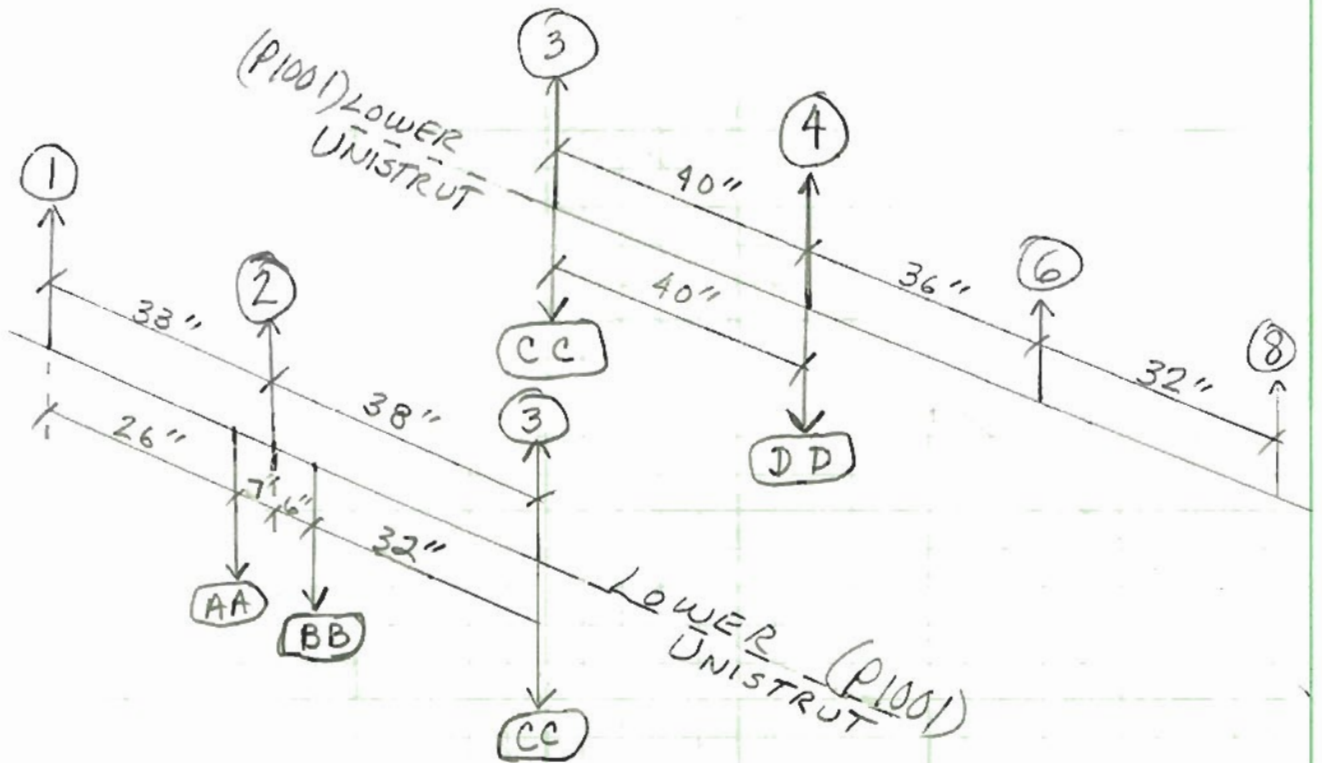 3
(P1001) LOWER
UNISTRUT
4
1
40"
6
2
36"
33"
40"
8
CC
32"
38"
3
26"
DD
7"
6"
32"
AA
BB
LOWER (P1001)
UNISTRUT
CC